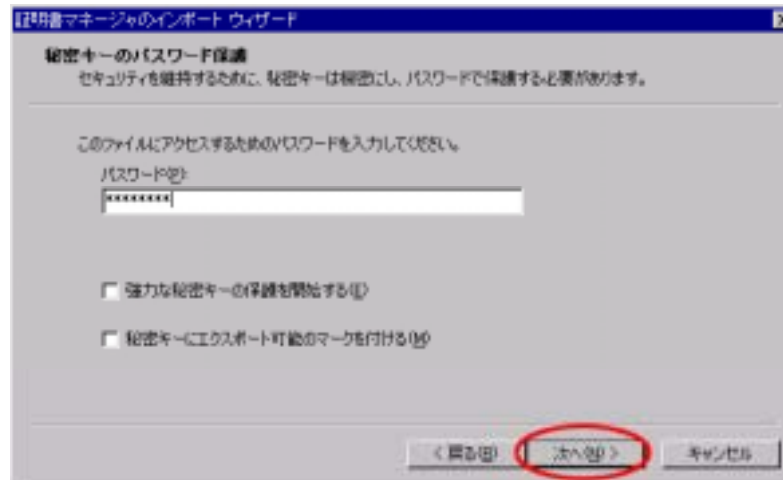 証明書マネージャのインポート ウィザード
秘密キーのパスワード保護
セキュリティを維持するために、秘密キーは秘密にし、パスワードで保護する必要があります。
このファイルにアクセスするためのパスワードを入力してください。
パスワード(P):
********
強力な秘密キーの保護を開始する(E)
秘密キーにエクスポート可能のマークを付ける(M)
< 戻る(B)
次へ(N) >
キャンセル